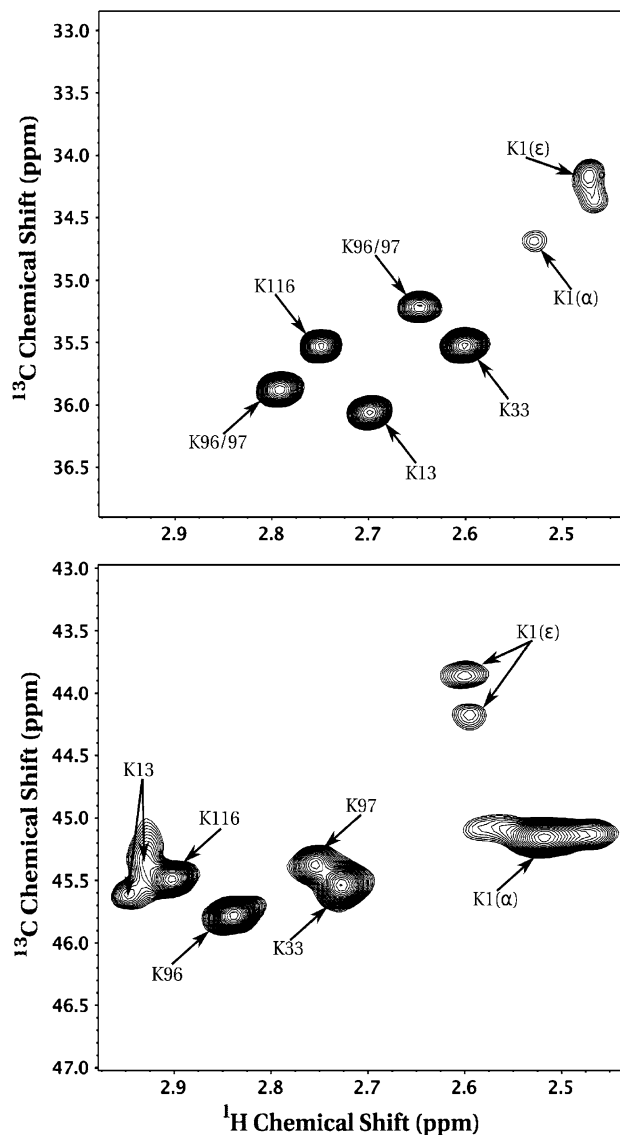 33.0
33.5
34.0
34.5
35.0
35.5
36.0
36.5
13C Chemical Shift (ppm)
K1(ε)
K1(α)
K96/97
K116
K33
K96/97
K13
2.9 2.8 2.7 2.6 2.5
43.0
43.5
44.0
44.5
45.0
45.5
46.0
46.5
47.0
13C Chemical Shift (ppm)
K1(ε)
K13
K116
K97
K1(α)
K33
K96
2.9 2.8 2.7 2.6 2.5
1H Chemical Shift (ppm)